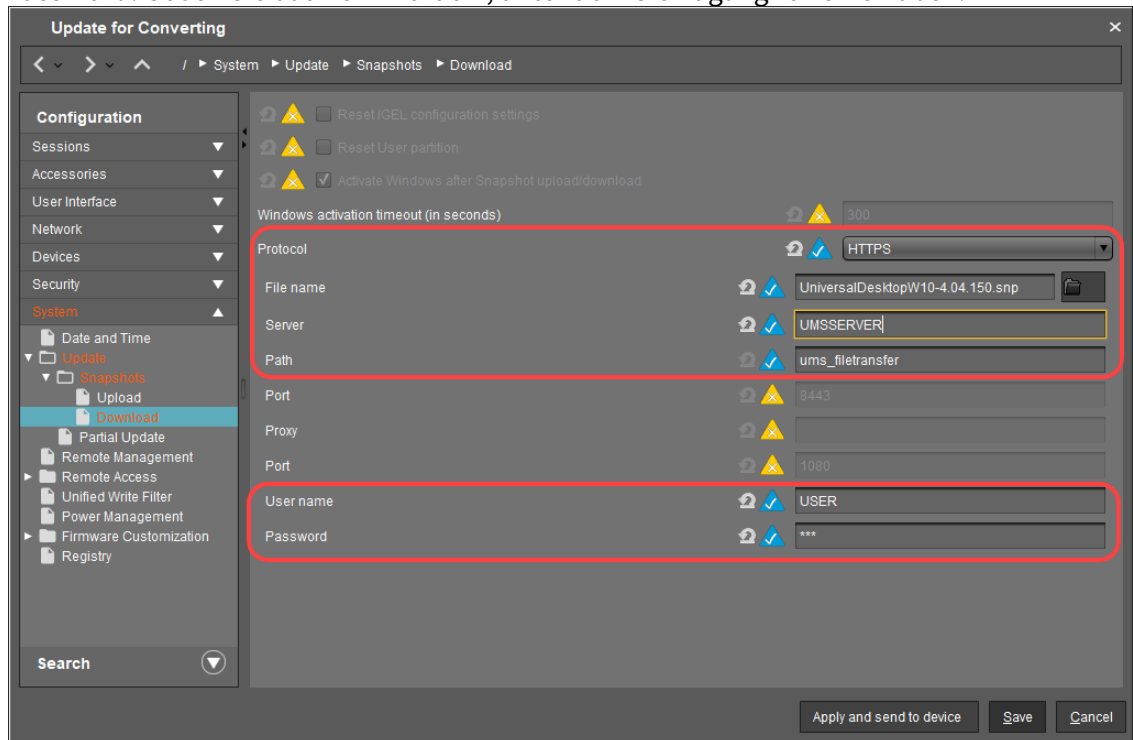 Update for Converting
/ System Update Snapshots Download
Configuration
Sessions
Accessories
User Interface
Network
Devices
Security
System
Date and Time
Update
Snapshots
Upload
Download
Partial Update
Remote Management
Remote Access
Unified Write Filter
Power Management
Firmware Customization
Registry
Search
Reset IGEL configuration settings
Reset User partition
Activate Windows after Snapshot upload/download
Windows activation timeout (in seconds) 300
Protocol HTTPS
File name UniversalDesktopW10-4.04.150.snp
Server UMSSERVER
Path ums_filetransfer
Port 8443
Proxy
Port 1080
User name USER
Password ***
Apply and send to device Save Cancel